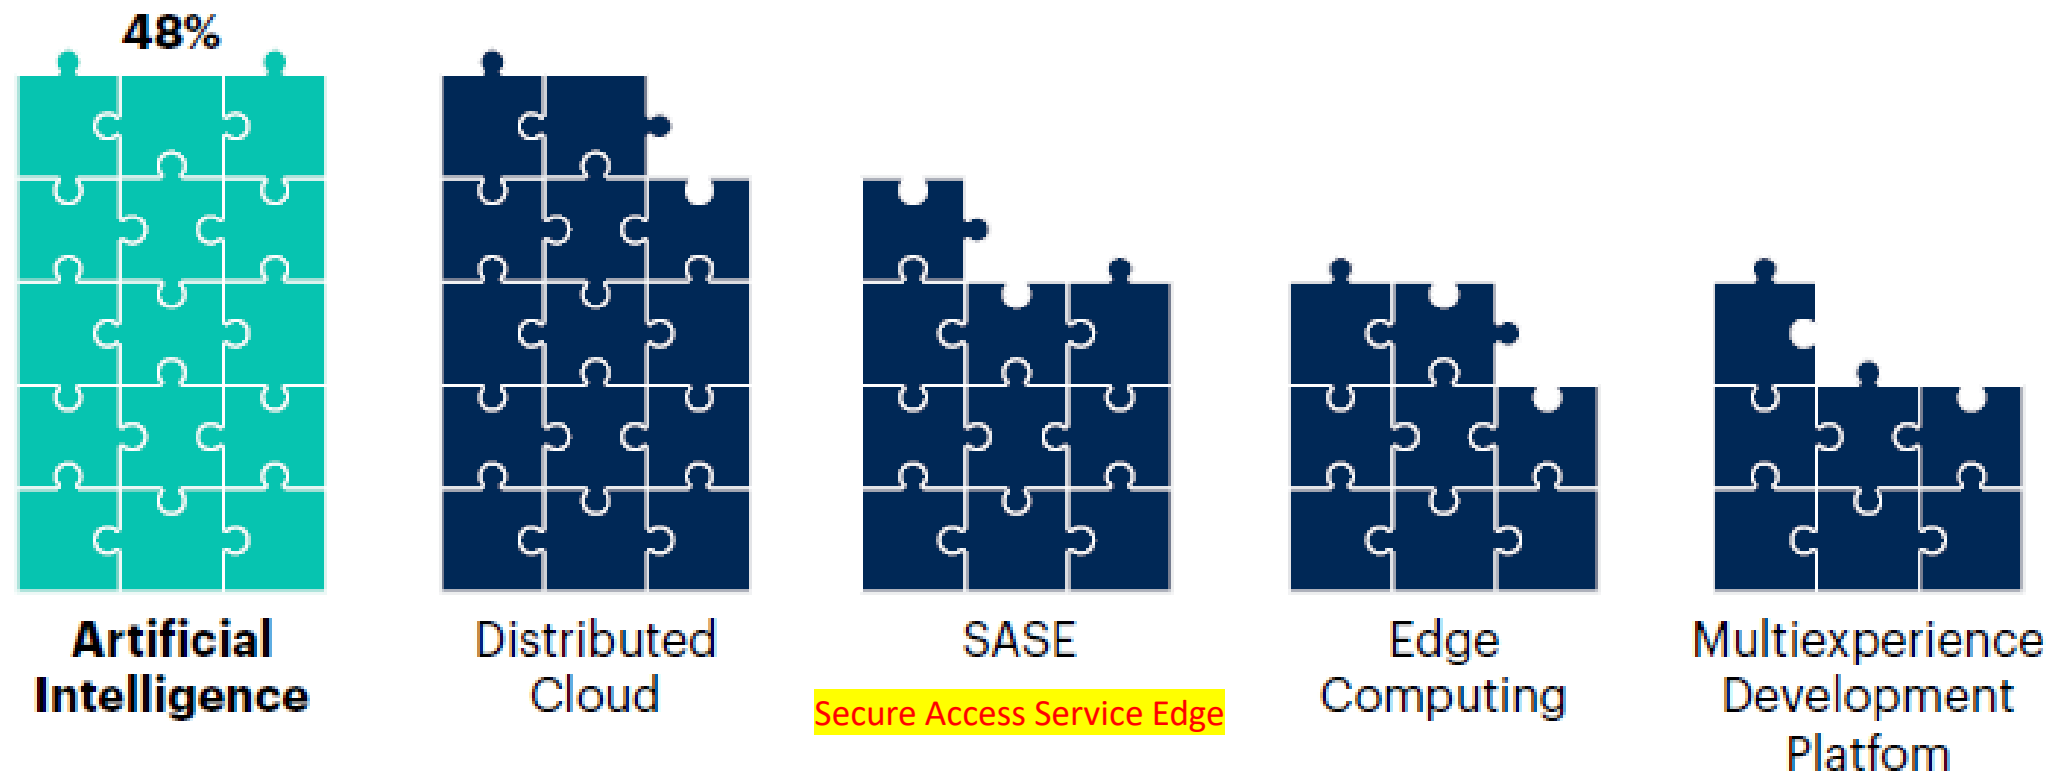 48%
Artificial
Intelligence
Distributed
Cloud
SASE
Secure Access Service Edge
Edge
Computing
Multiexperience
Development
Platfom